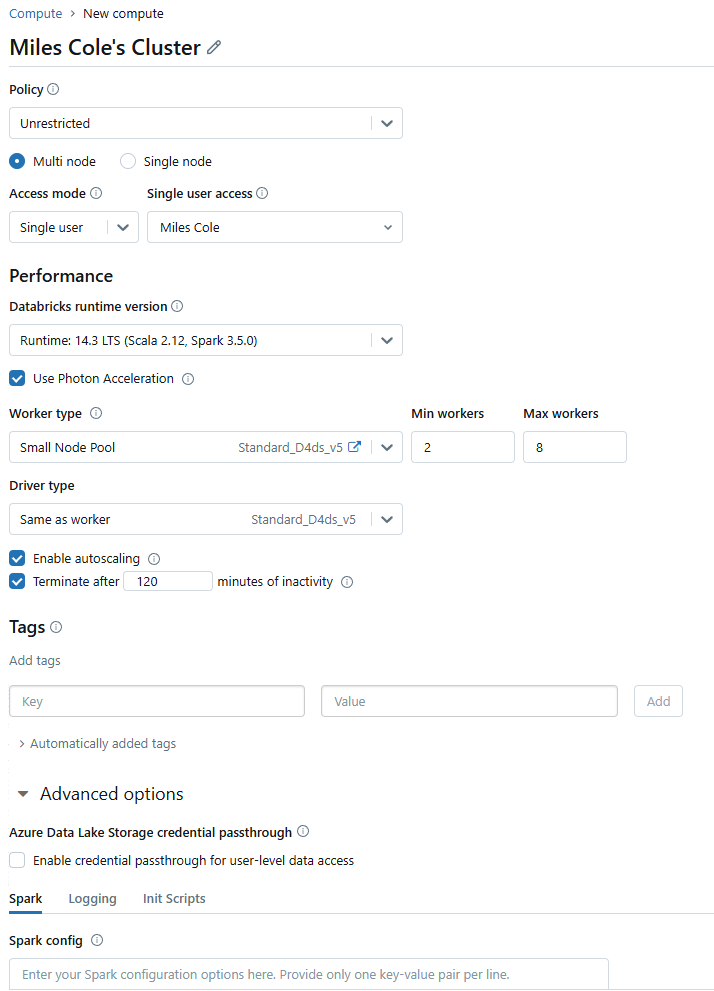 Compute > New compute
Miles Cole's Cluster
Policy
Unrestricted
Multi node Single node
Access mode Single user access
Single user Miles Cole
Performance
Databricks runtime version
Runtime: 14.3 LTS (Scala 2.12, Spark 3.5.0)
Use Photon Acceleration
Worker type Min workers Max workers
Small Node Pool Standard_D4ds_v5 2 8
Driver type
Same as worker Standard_D4ds_v5
Enable autoscaling
Terminate after 120 minutes of inactivity
Tags
Add tags
Key Value Add
> Automatically added tags
Advanced options
Azure Data Lake Storage credential passthrough
Enable credential passthrough for user-level data access
Spark Logging Init Scripts
Spark config
Enter your Spark configuration options here. Provide only one key-value pair per line.